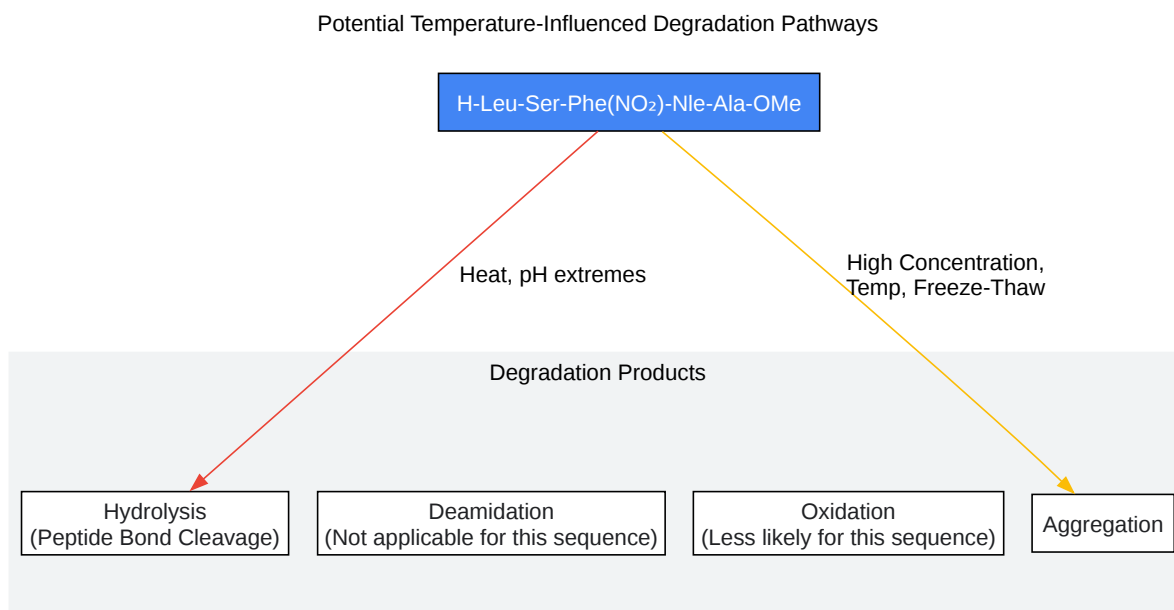 Potential Temperature-Influenced Degradation Pathways
H-Leu-Ser-Phe(NO₂)-Nle-Ala-OMe
Heat, pH extremes
High Concentration,
Temp, Freeze-Thaw
Degradation Products
Hydrolysis
(Peptide Bond Cleavage)
Deamidation
(Not applicable for this sequence)
Oxidation
(Less likely for this sequence)
Aggregation